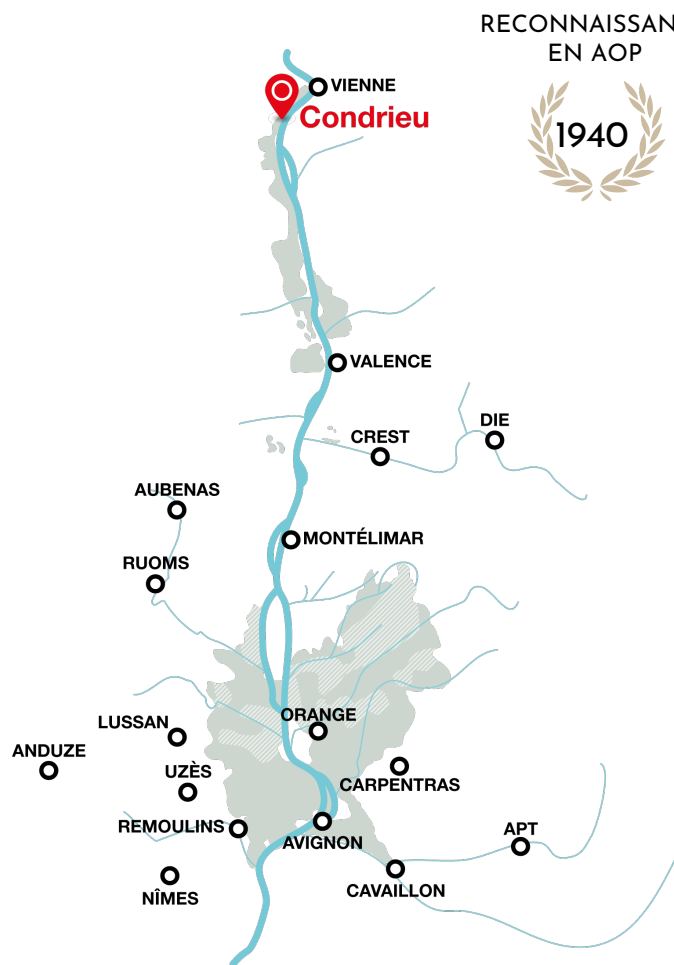 RECONNAISSAN
EN AOP
1940
VIENNE
Condrieu
VALENCE
DIE
CREST
AUBENAS
MONTÉLIMAR
RUOMS
ORANGE
LUSSAN
ANDUZE
UZÈS
CARPENTRAS
REMOULINS
AVIGNON
APT
NÎMES
CAVAILLON